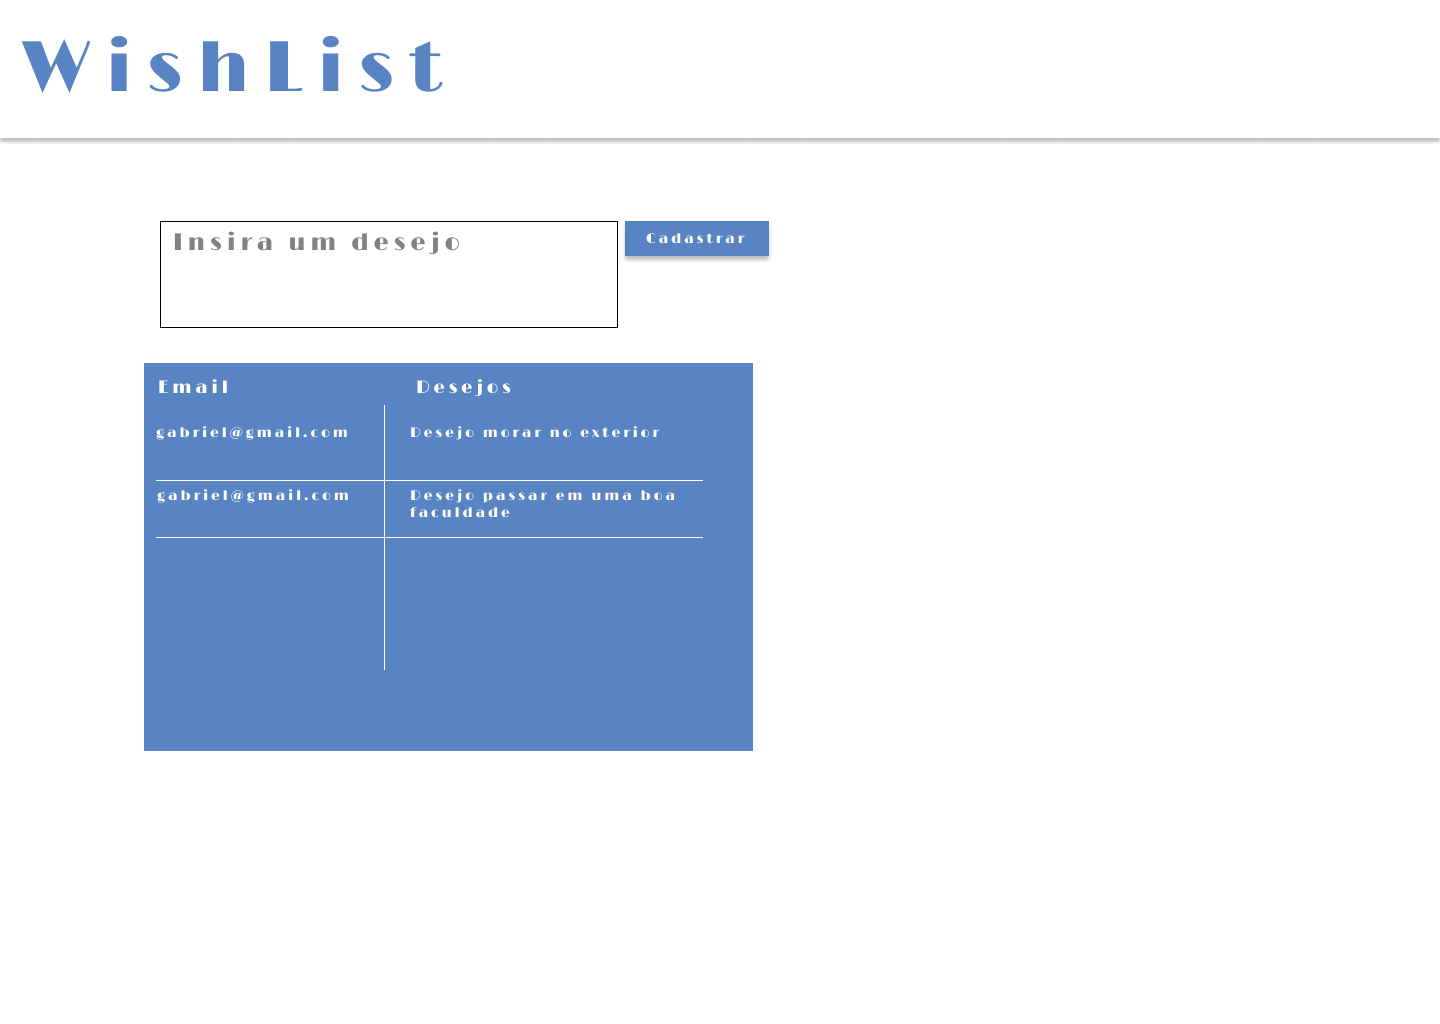 WishList
Insira um desejo
Cadastrar
Email
Desejos
gabriel@gmail.com
Desejo morar no exterior
gabriel@gmail.com
Desejo passar em uma boa
faculdade